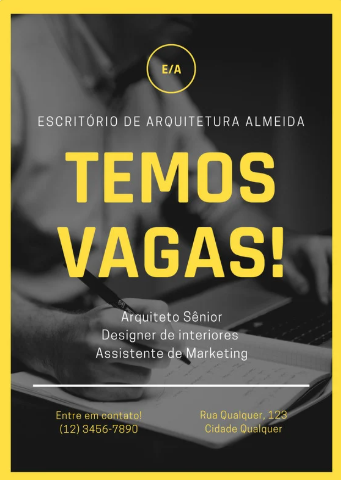 E/A
ESCRITÓRIO DE ARQUITETURA ALMEIDA
TEMOS
VAGAS!
Arquiteto Sênior
Designer de interiores
Assistente de Marketing
Entre em contato!
(12) 3456-7890
Rua Qualquer, 123
Cidade Qualquer